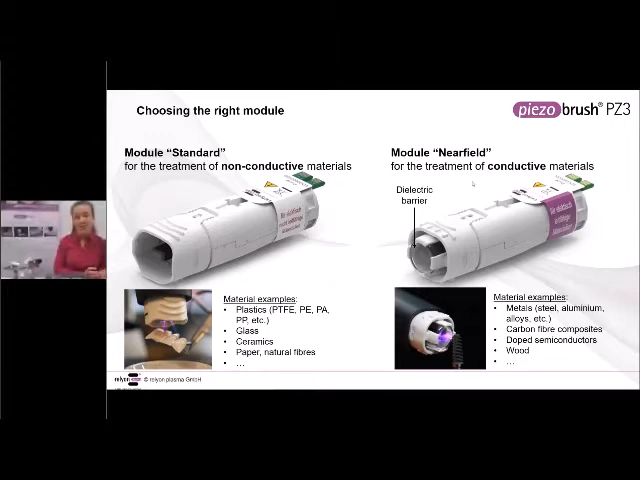 Choosing the right module
piezobrush® PZ3
Module “Standard”
for the treatment of non-conductive materials
Module “Nearfield”
for the treatment of conductive materials
Dielectric
barrier
Material examples:
• Plastics (PTFE, PE, PA,
PP, etc.)
• Glass
• Ceramics
• Paper, natural fibres
• …
Material examples:
• Metals (steel, aluminium,
alloys, etc.)
• Carbon fibre composites
• Doped semiconductors
• Wood
• …
relyon
© relyon plasma GmbH